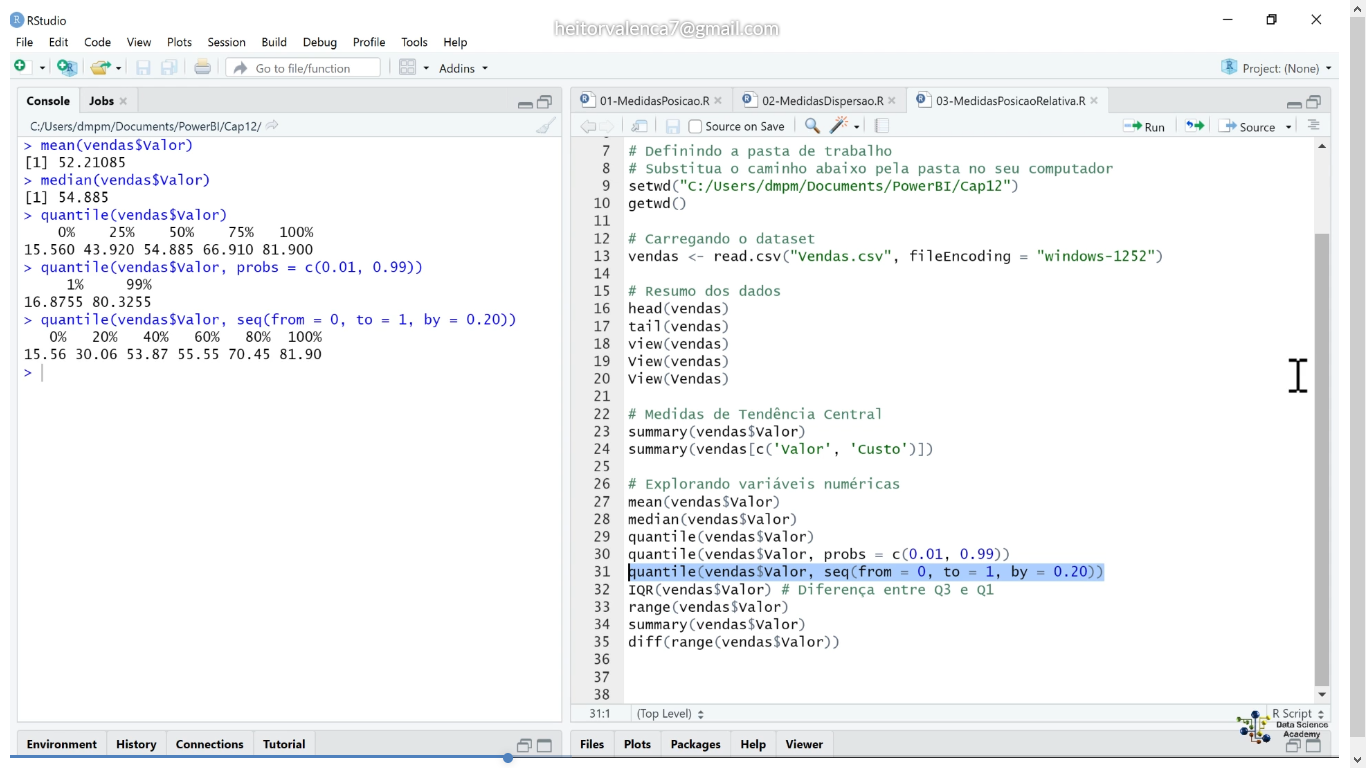 RStudio
heitorvalenca7@gmail.com
File Edit Code View Plots Session Build Debug Profile Tools Help
Go to file/function Addins Project: (None)
Console Jobs
C:/Users/dmpm/Documents/PowerBI/Cap12/
> mean(vendas$Valor)
[1] 52.21085
> median(vendas$Valor)
[1] 54.885
> quantile(vendas$Valor)
0% 25% 50% 75% 100%
15.560 43.920 54.885 66.910 81.900
> quantile(vendas$Valor, probs = c(0.01, 0.99))
1% 99%
16.8755 80.3255
> quantile(vendas$Valor, seq(from = 0, to = 1, by = 0.20))
0% 20% 40% 60% 80% 100%
15.56 30.06 53.87 55.55 70.45 81.90
>
01-MedidasPosicao.R 02-MedidasDispersao.R 03-MedidasPosicaoRelativa.R
Source on Save Run Source
7 # Definindo a pasta de trabalho
8 # Substitua o caminho abaixo pela pasta no seu computador
9 setwd("C:/Users/dmpm/Documents/PowerBI/Cap12")
10 getwd()
11
12 # Carregando o dataset
13 vendas <- read.csv("Vendas.csv", fileEncoding = "windows-1252")
14
15 # Resumo dos dados
16 head(vendas)
17 tail(vendas)
18 view(vendas)
19 View(vendas)
20 View(Vendas)
21
22 # Medidas de Tendência Central
23 summary(vendas$Valor)
24 summary(vendas[c('Valor', 'Custo')])
25
26 # Explorando variáveis numéricas
27 mean(vendas$Valor)
28 median(vendas$Valor)
29 quantile(vendas$Valor)
30 quantile(vendas$Valor, probs = c(0.01, 0.99))
31 quantile(vendas$Valor, seq(from = 0, to = 1, by = 0.20))
32 IQR(vendas$Valor) # Diferença entre Q3 e Q1
33 range(vendas$Valor)
34 summary(vendas$Valor)
35 diff(range(vendas$Valor))
36
37
38
31:1 (Top Level) R Script
Data Science
Academy
Environment History Connections Tutorial
Files Plots Packages Help Viewer